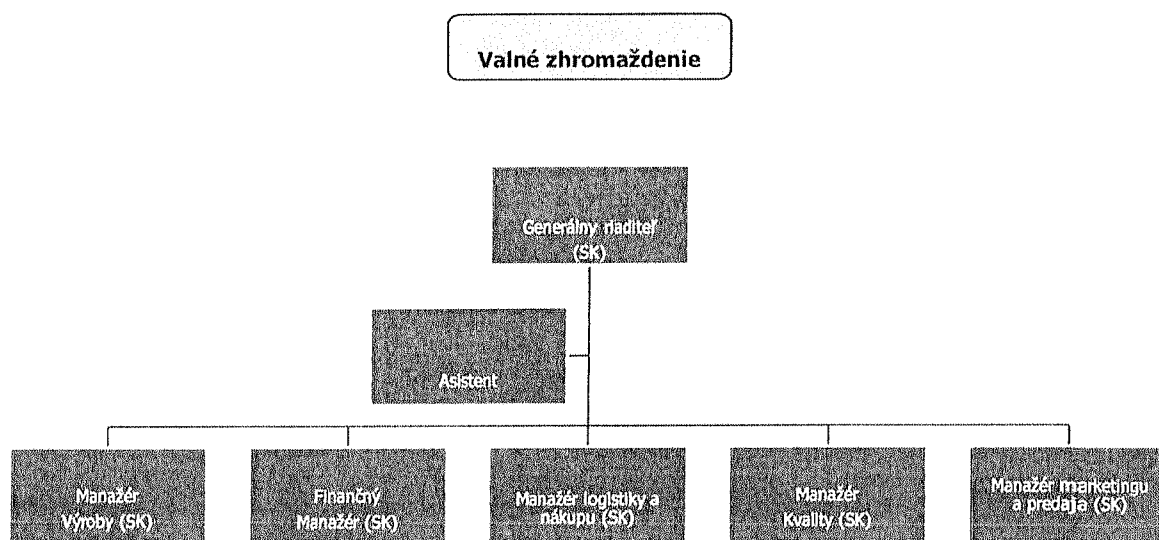 Valné zhromaždenie
Generálny riaditeľ
(SK)
Asistent
Manažér
Výroby (SK)
Finančný
Manažér (SK)
Manažér logistiky a
nákupu (SK)
Manažér
Kvality (SK)
Manažér marketingu
a predaja (SK)